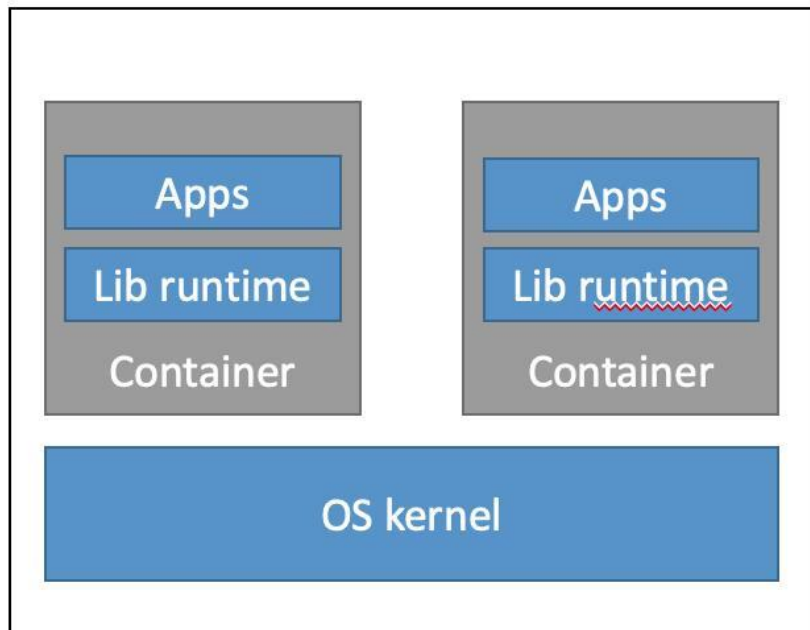 Apps
Lib runtime
Container
Apps
Lib runtime
Container
OS kernel